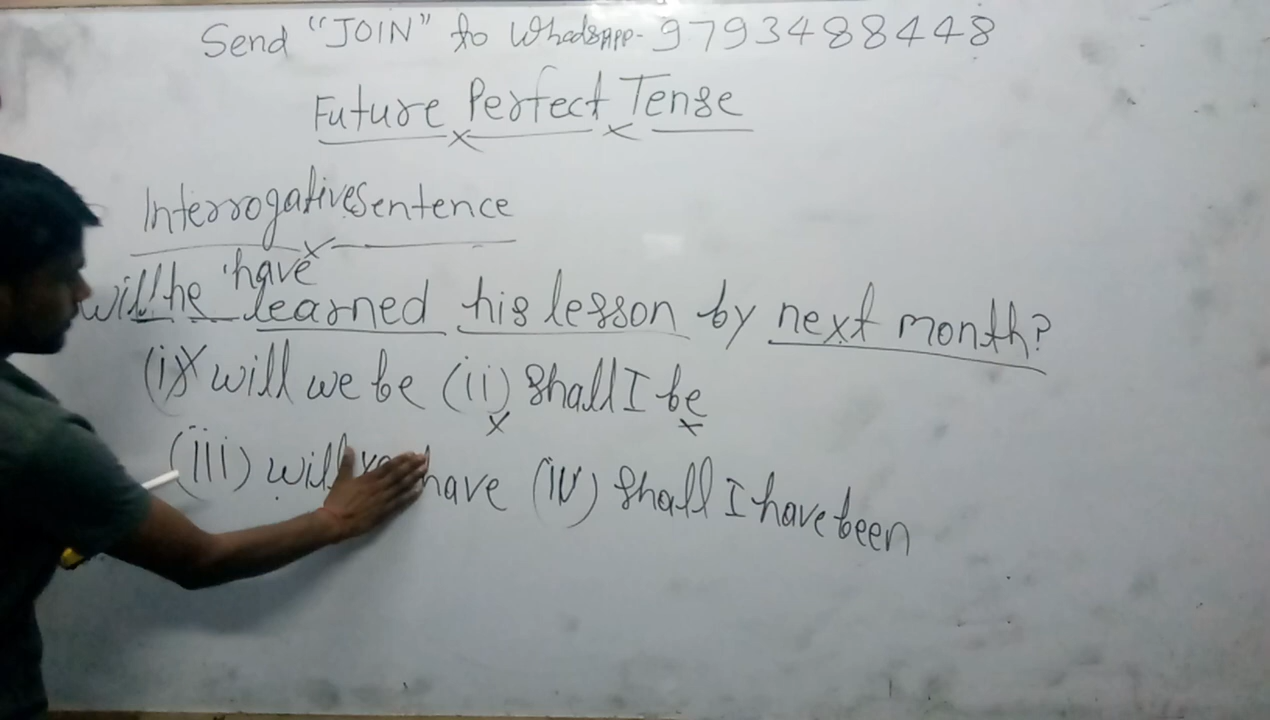 Send "JOIN" to WhatsApp- 9793488448
Future Perfect Tense
Interrogative Sentence
will he have learned his lesson by next month?
(i) will we be (ii) Shall I be
(iii) will have (iv) Shall I have been